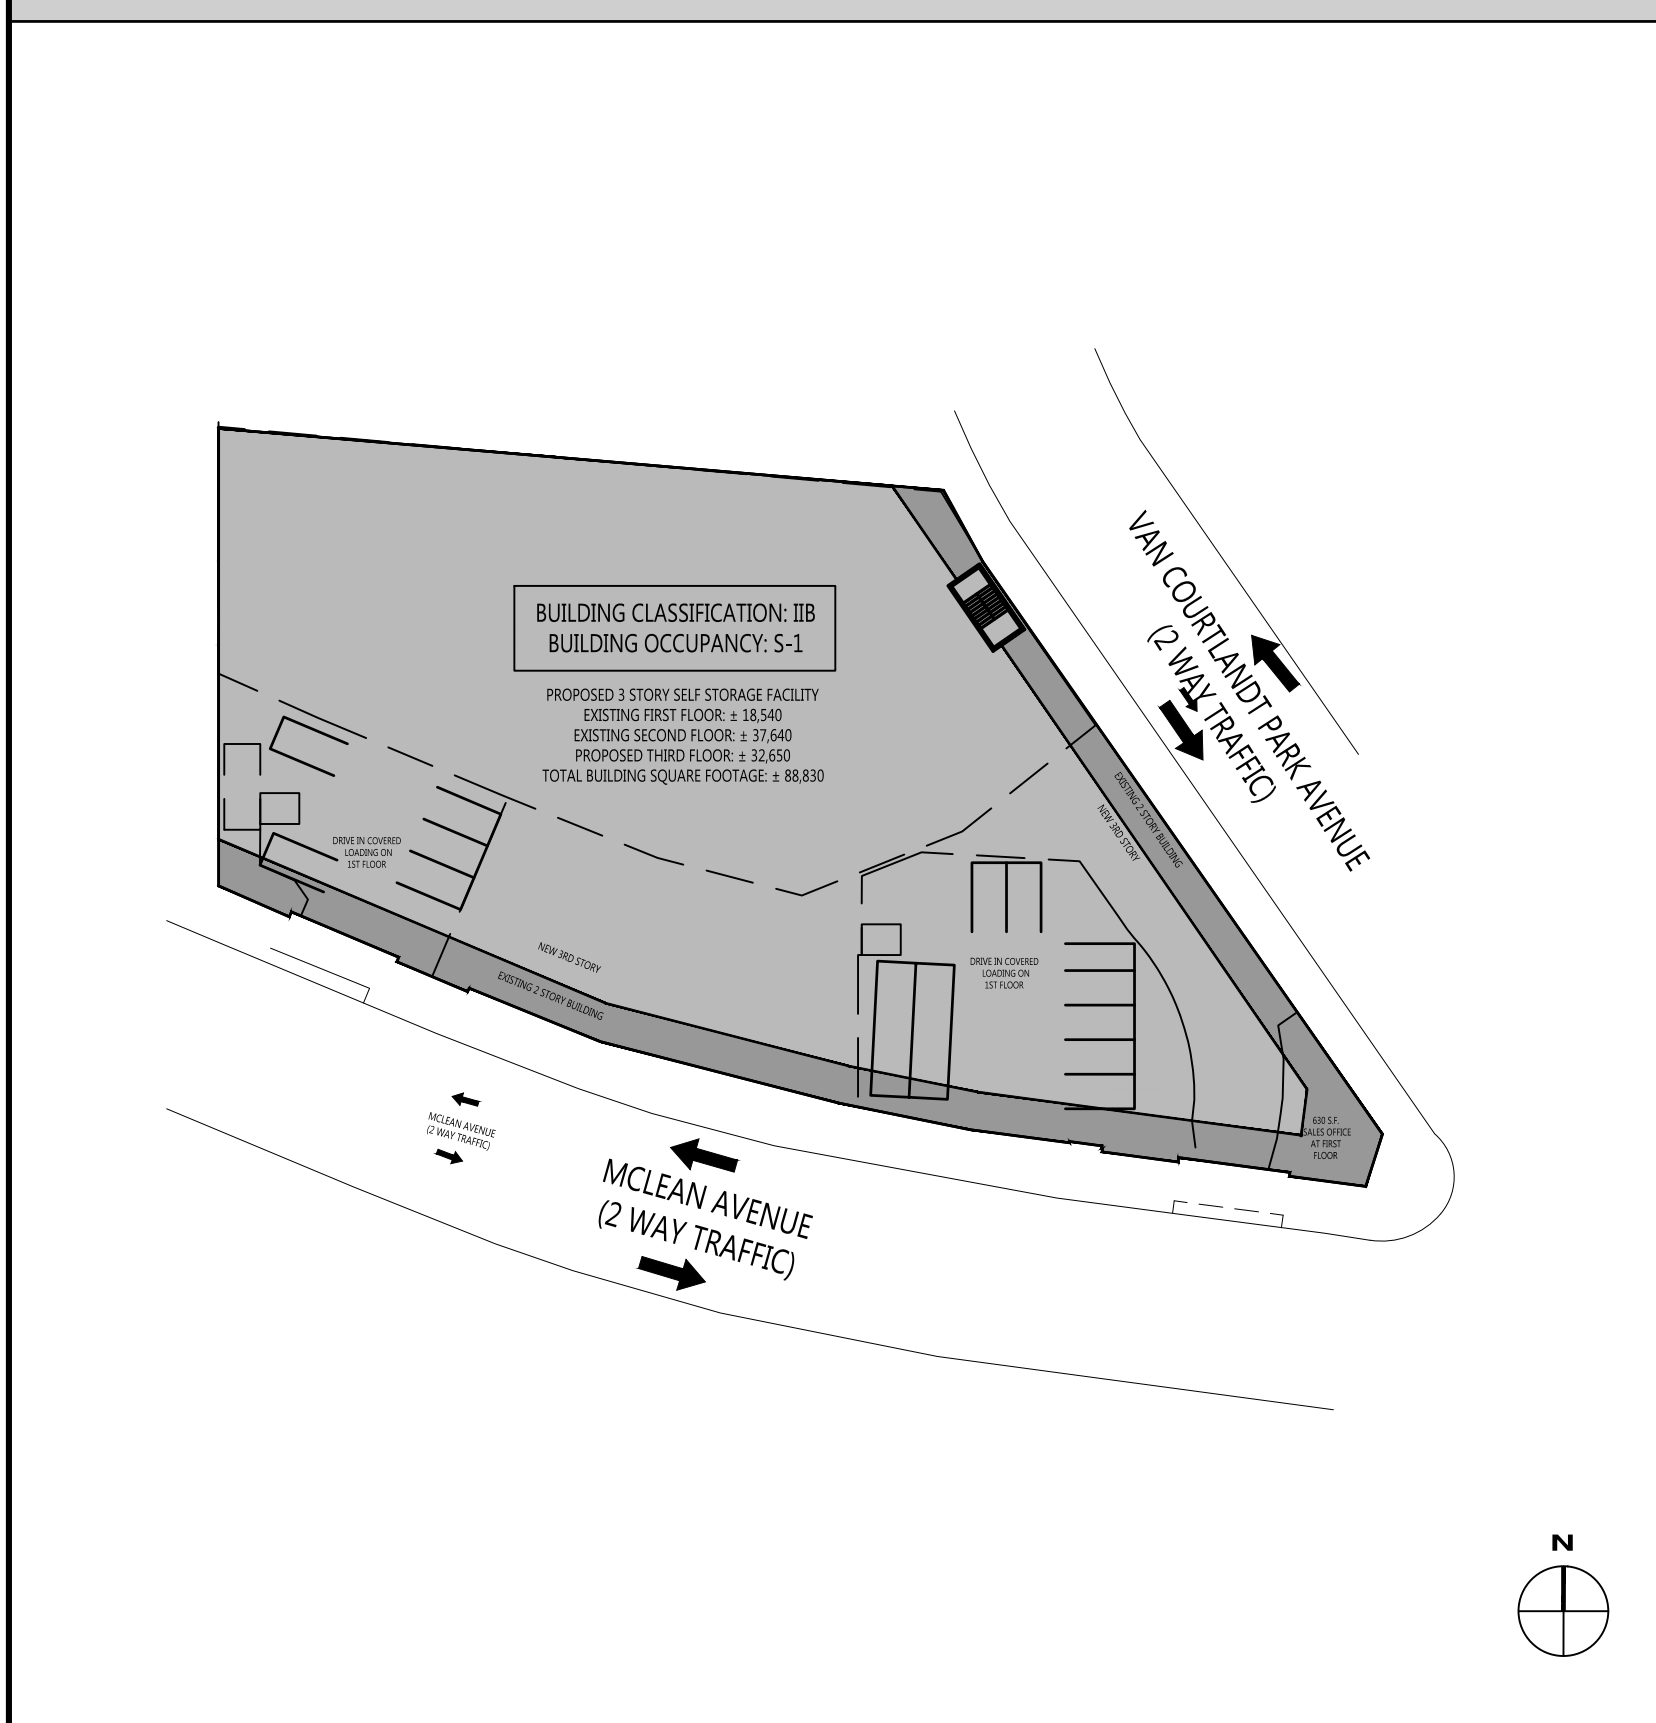 BUILDING CLASSIFICATION: IIB
BUILDING OCCUPANCY: S-1
PROPOSED 3 STORY SELF STORAGE FACILITY
EXISTING FIRST FLOOR: ± 18,540
EXISTING SECOND FLOOR: ± 37,640
PROPOSED THIRD FLOOR: ± 32,650
TOTAL BUILDING SQUARE FOOTAGE: ± 88,830
VAN COURTLANDT PARK AVENUE
(2 WAY TRAFFIC)
EXISTING 2 STORY BUILDING
NEW 3RD STORY
DRIVE IN COVERED
LOADING ON
1ST FLOOR
NEW 3RD STORY
EXISTING 2 STORY BUILDING
DRIVE IN COVERED
LOADING ON
1ST FLOOR
630 S.F.
SALES OFFICE
AT FIRST
FLOOR
MCLEAN AVENUE
(2 WAY TRAFFIC)
MCLEAN AVENUE
(2 WAY TRAFFIC)
N